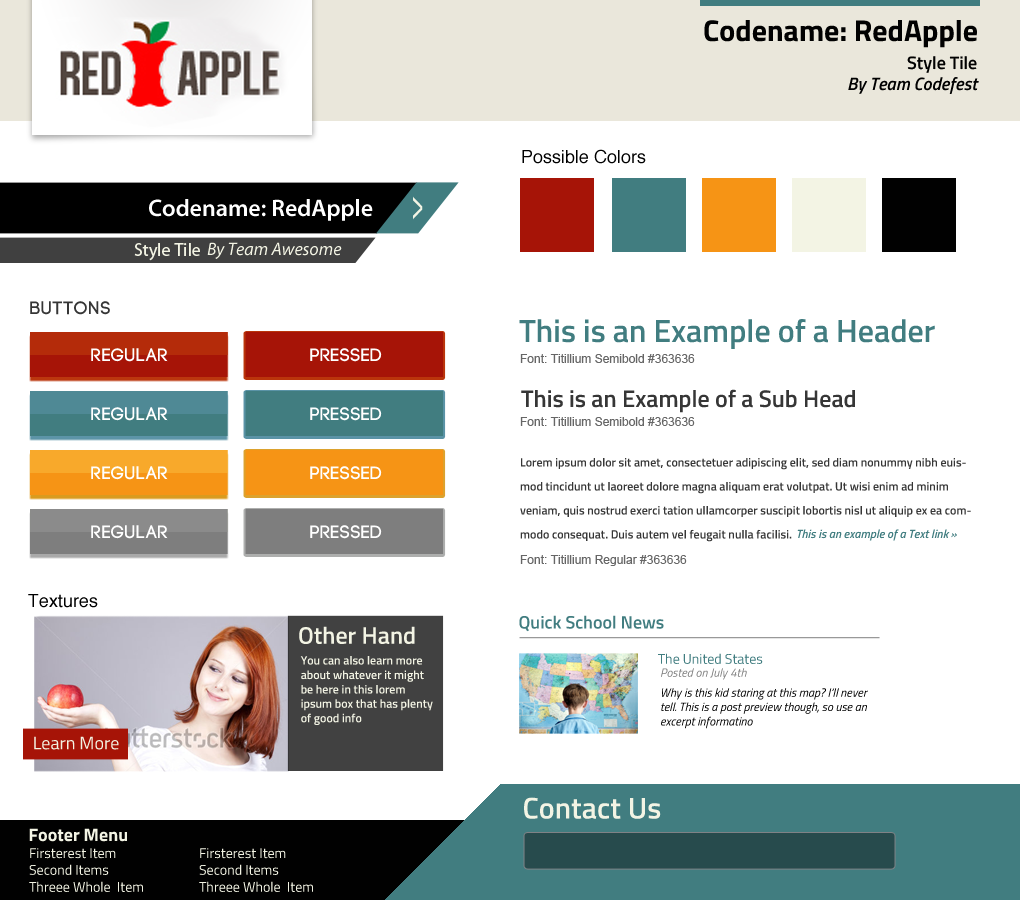 RED APPLE
Codename: RedApple
Style Tile
By Team Codefest
Codename: RedApple
Style Tile By Team Awesome
BUTTONS
REGULAR PRESSED
REGULAR PRESSED
REGULAR PRESSED
REGULAR PRESSED
Textures
Other Hand
You can also learn more
about whatever it might
be here in this lorem
ipsum box that has plenty
of good info
Learn More
utterstock
Possible Colors
This is an Example of a Header
Font: Titillium Semibold #363636
This is an Example of a Sub Head
Font: Titillium Semibold #363636
Lorem ipsum dolor sit amet, consectetuer adipiscing elit, sed diam nonummy nibh euis-
mod tincidunt ut laoreet dolore magna aliquam erat volutpat. Ut wisi enim ad minim
veniam, quis nostrud exerci tation ullamcorper suscipit lobortis nisl ut aliquip ex ea com-
modo consequat. Duis autem vel feugait nulla facilisi. This is an example of a Text link »
Font: Titillium Regular #363636
Quick School News
The United States
Posted on July 4th
Why is this kid staring at this map? I'll never
tell. This is a post preview though, so use an
excerpt informatino
Footer Menu
Firsterest Item Firsterest Item
Second Items Second Items
Threee Whole Item Threee Whole Item
Contact Us